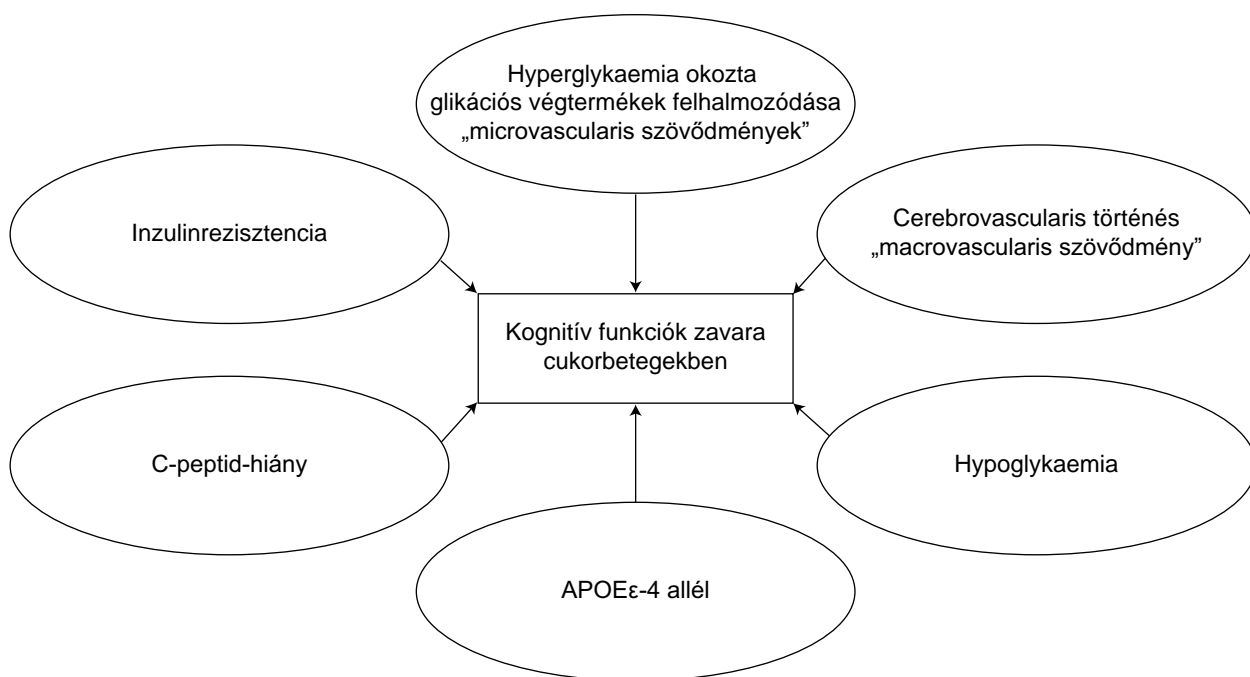 Hyperglykaemia okozta
glikációs végtermékek felhalmozódása
„microvascularis szövődmények”
Inzulinrezisztencia
Cerebrovascularis történés
„macrovascularis szövődmény”
Kognitív funkciók zavara
cukorbetegekben
C-peptid-hiány
Hypoglykaemia
APOEε-4 allél